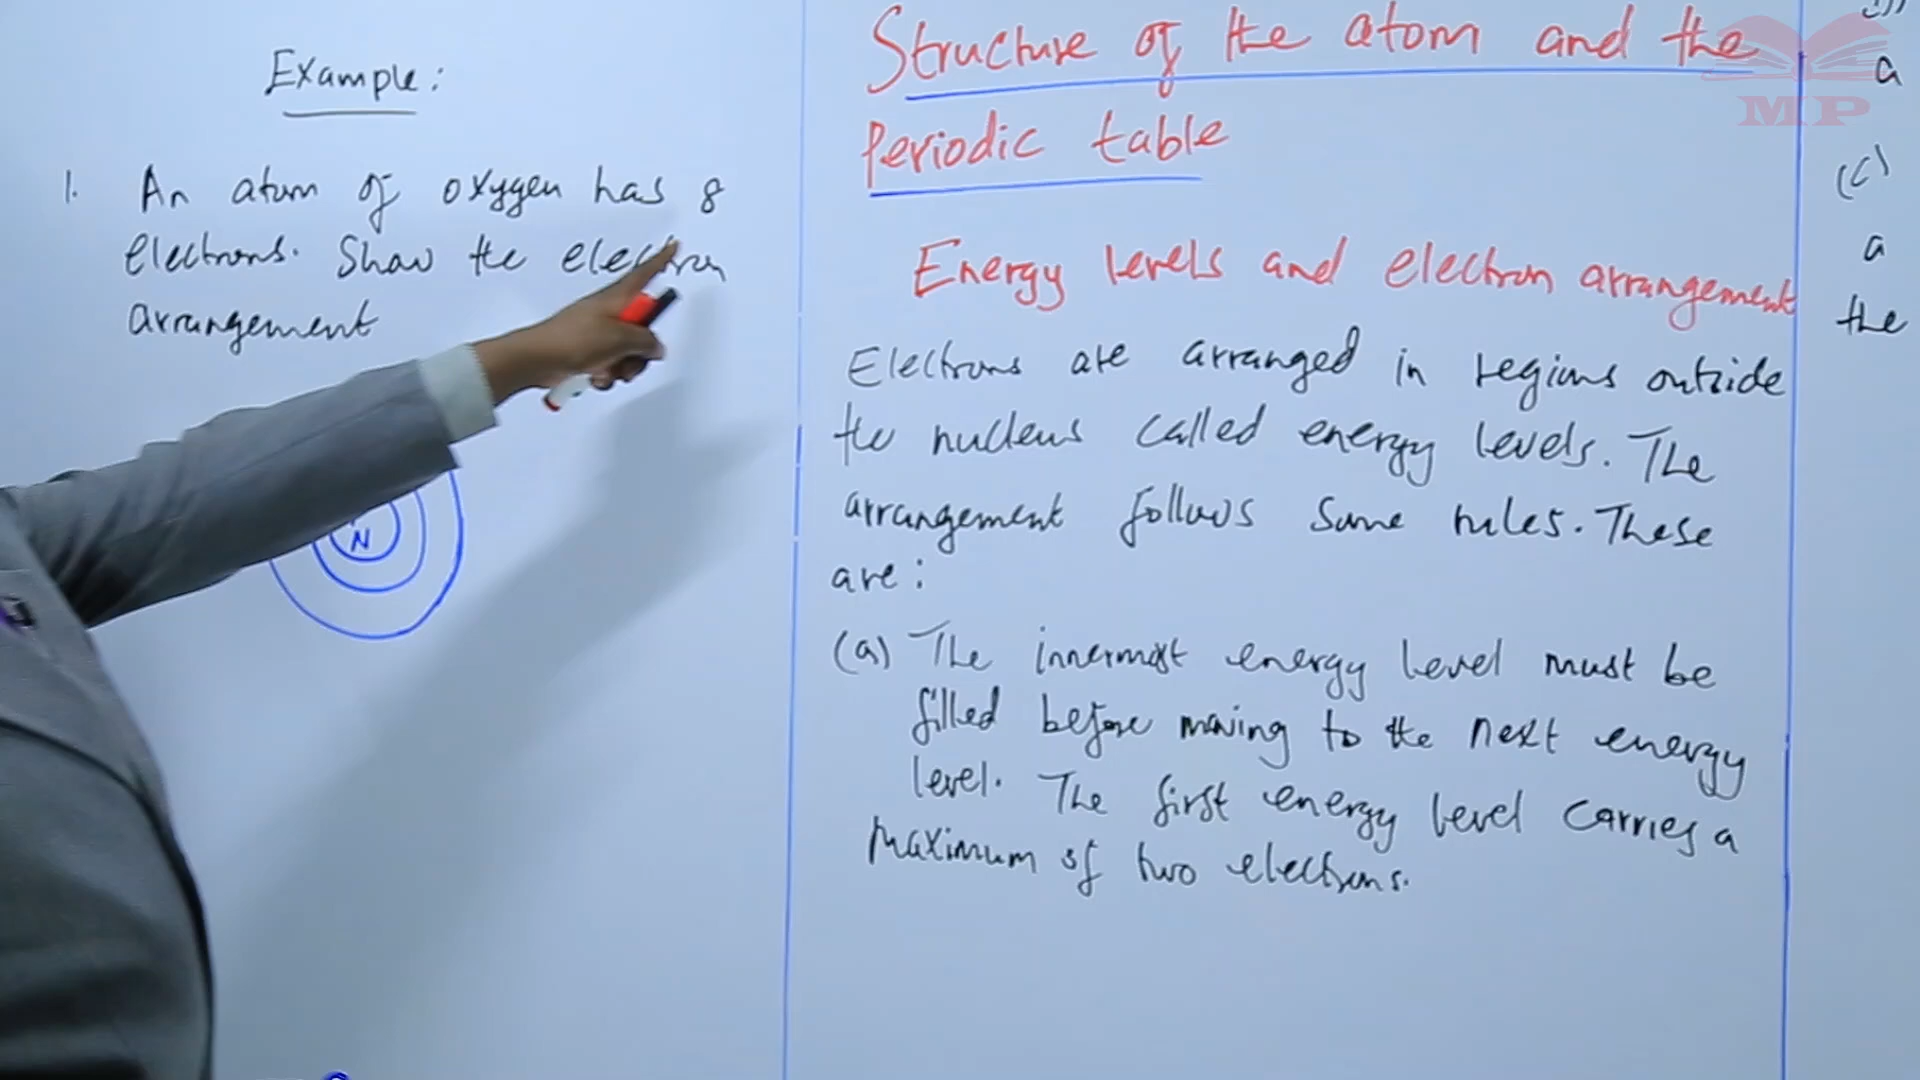 Example:
1. An atom of oxygen has 8
electrons. Show the electron
arrangement
N
Structure of the atom and the
Periodic table
Energy levels and electron arrangement
Electrons are arranged in regions outside
the nucleus called energy levels. The
arrangement follows some rules. These
are:
(a) The innermost energy level must be
filled before moving to the next energy
level. The first energy level carries a
maximum of two electrons.
MP
a
(c)
a
the